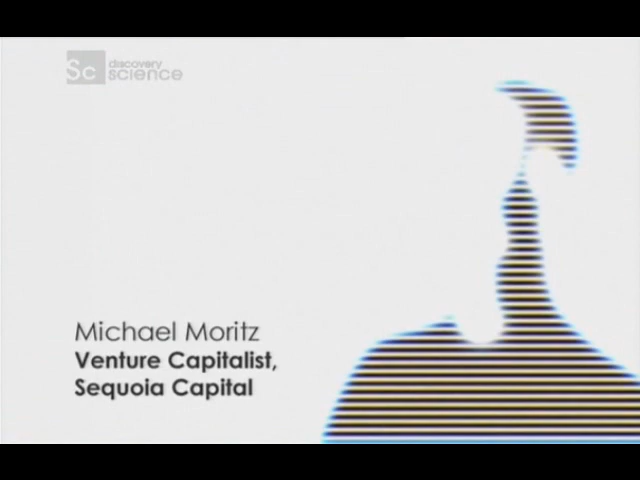 Sc discovery
science
Michael Moritz
Venture Capitalist,
Sequoia Capital